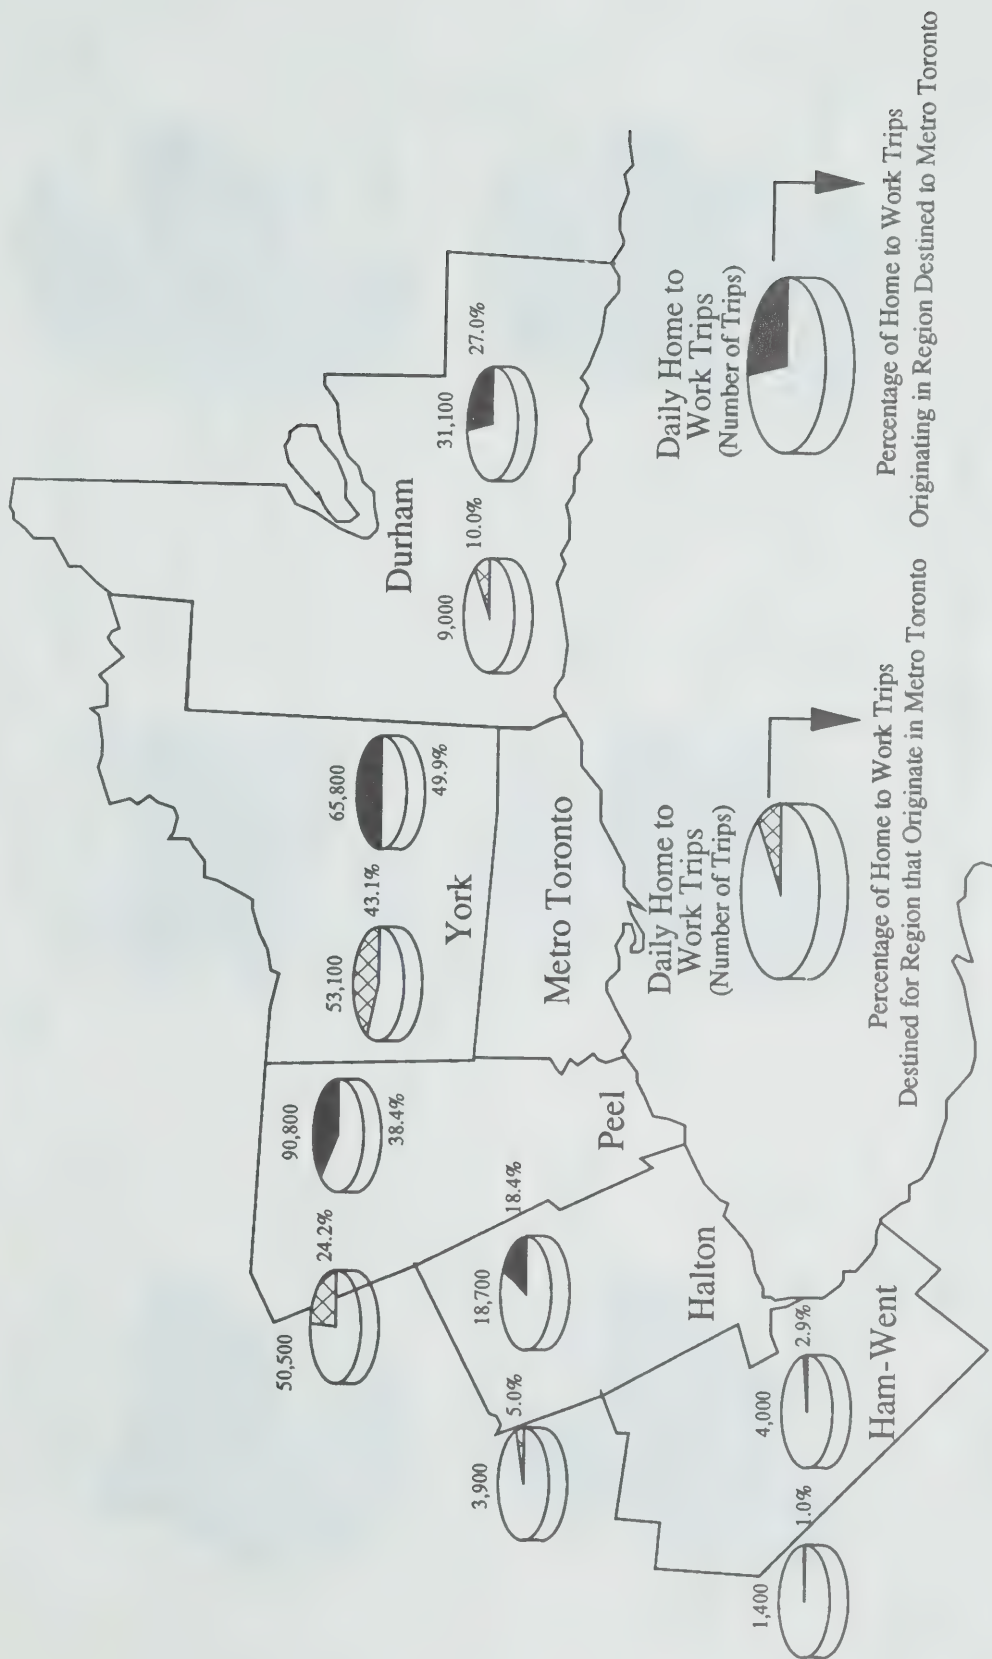 50,500
24.2%
90,800
38.4%
53,100
43.1%
65,800
49.9%
York
Durham
9,000
10.0%
31,100
27.0%
3,900
5.0%
18,700
18.4%
Peel
Metro Toronto
Halton
1,400
1.0%
4,000
2.9%
Ham-Went
Daily Home to
Work Trips
(Number of Trips)
Percentage of Home to Work Trips
Destined for Region that Originate in Metro Toronto
Daily Home to
Work Trips
(Number of Trips)
Percentage of Home to Work Trips
Originating in Region Destined to Metro Toronto